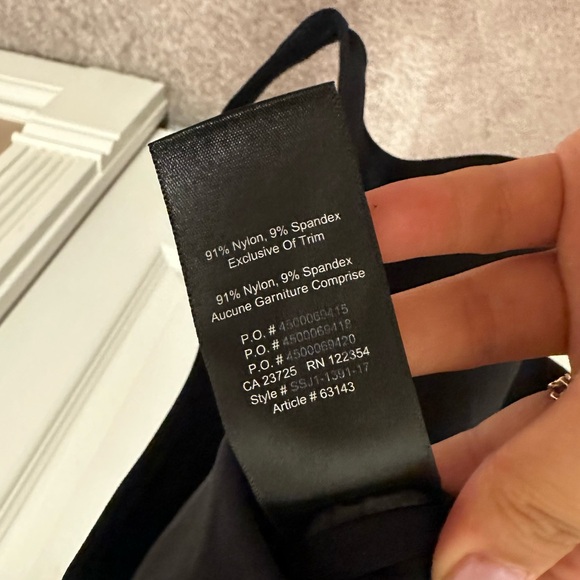 91% Nylon, 9% Spandex
Exclusive Of Trim
91% Nylon, 9% Spandex
Aucune Garniture Comprise
P.O. # 4500069415
P.O. # 4500069418
P.O. # 4500069420
CA 23725 RN 122354
Style # SSJ1-1391-17
Article # 63143